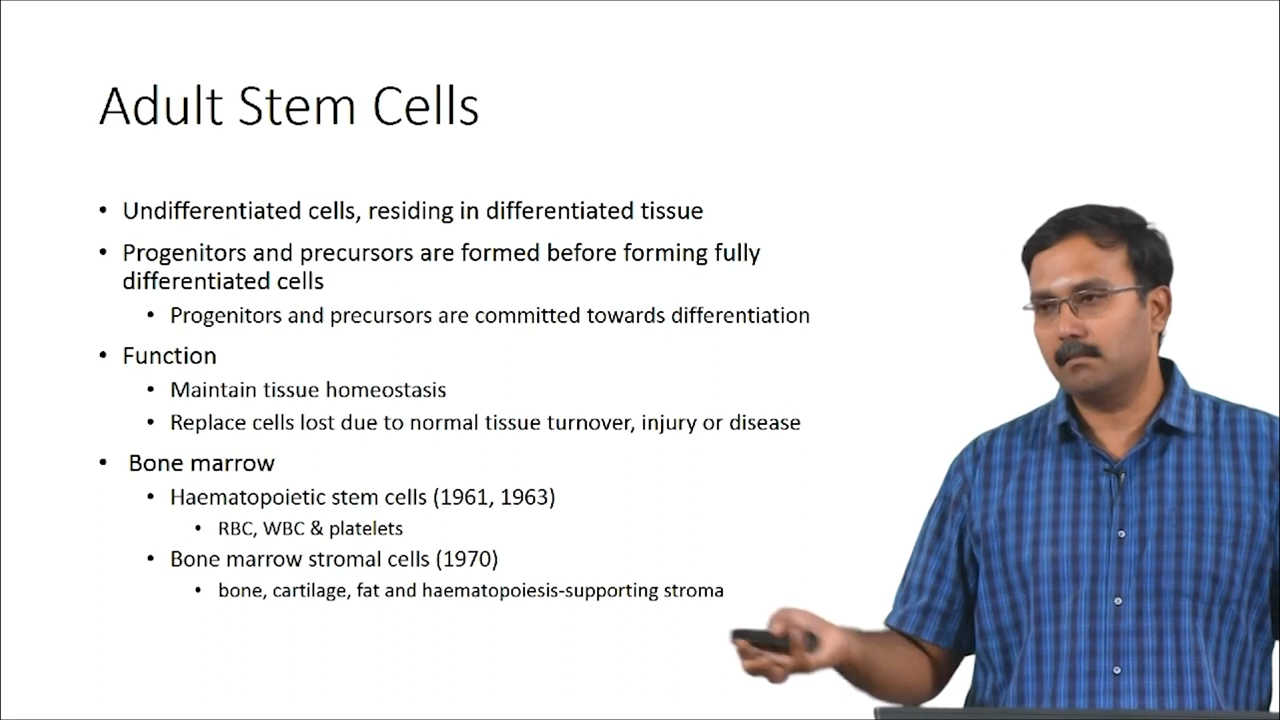 Adult Stem Cells
• Undifferentiated cells, residing in differentiated tissue
• Progenitors and precursors are formed before forming fully
differentiated cells
• Progenitors and precursors are committed towards differentiation
• Function
• Maintain tissue homeostasis
• Replace cells lost due to normal tissue turnover, injury or disease
• Bone marrow
• Haematopoietic stem cells (1961, 1963)
• RBC, WBC & platelets
• Bone marrow stromal cells (1970)
• bone, cartilage, fat and haematopoiesis-supporting stroma